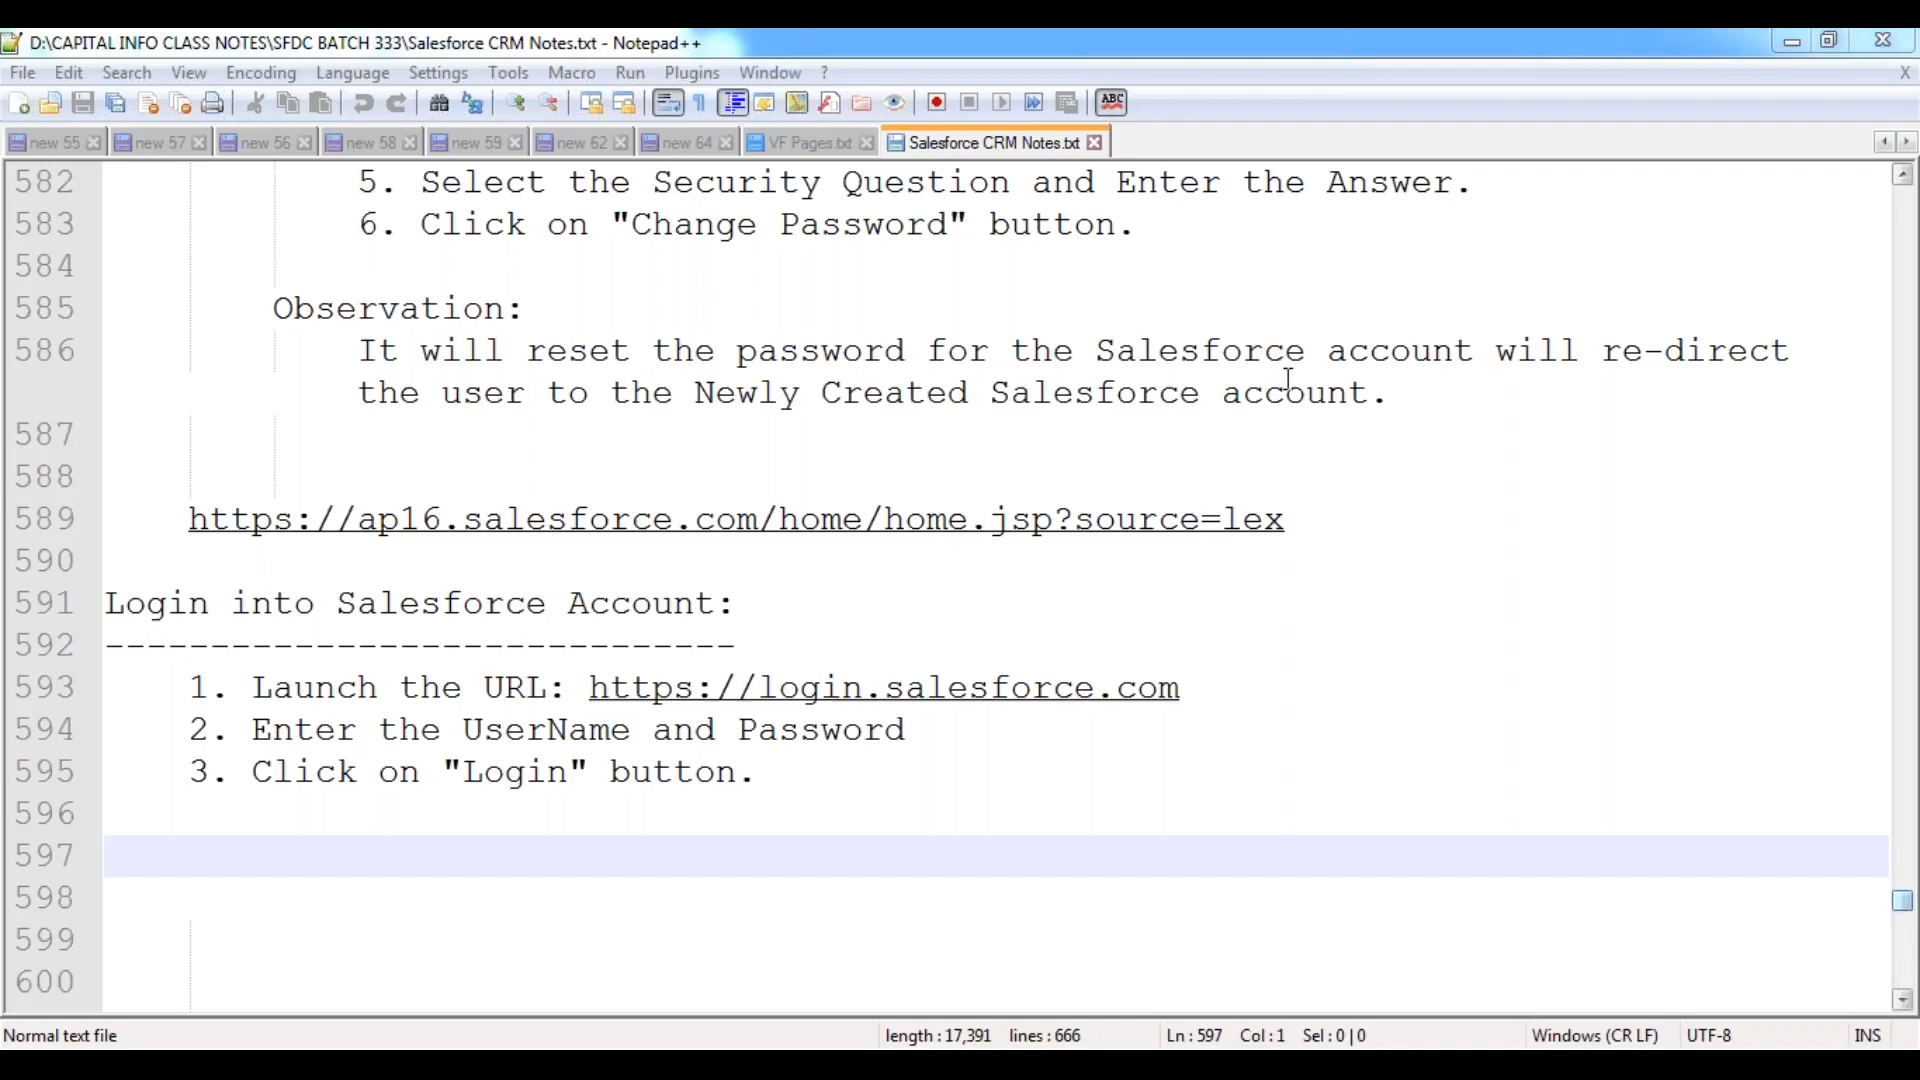 D:\CAPITAL INFO CLASS NOTES\SFDC BATCH 333\Salesforce CRM Notes.txt - Notepad++
File Edit Search View Encoding Language Settings Tools Macro Run Plugins Window ? X
new 55 new 57 new 56 new 58 new 59 new 62 new 64 VF Pages.txt Salesforce CRM Notes.txt
582 5. Select the Security Question and Enter the Answer.
583 6. Click on "Change Password" button.
584
585 Observation:
586 It will reset the password for the Salesforce account will re-direct
the user to the Newly Created Salesforce account.
587
588
589 https://ap16.salesforce.com/home/home.jsp?source=lex
590
591 Login into Salesforce Account:
592 ------------------------------
593 1. Launch the URL: https://login.salesforce.com
594 2. Enter the UserName and Password
595 3. Click on "Login" button.
596
597
598
599
600
Normal text file length : 17,391 lines : 666 Ln : 597 Col : 1 Sel : 0 | 0 Windows (CR LF) UTF-8 INS